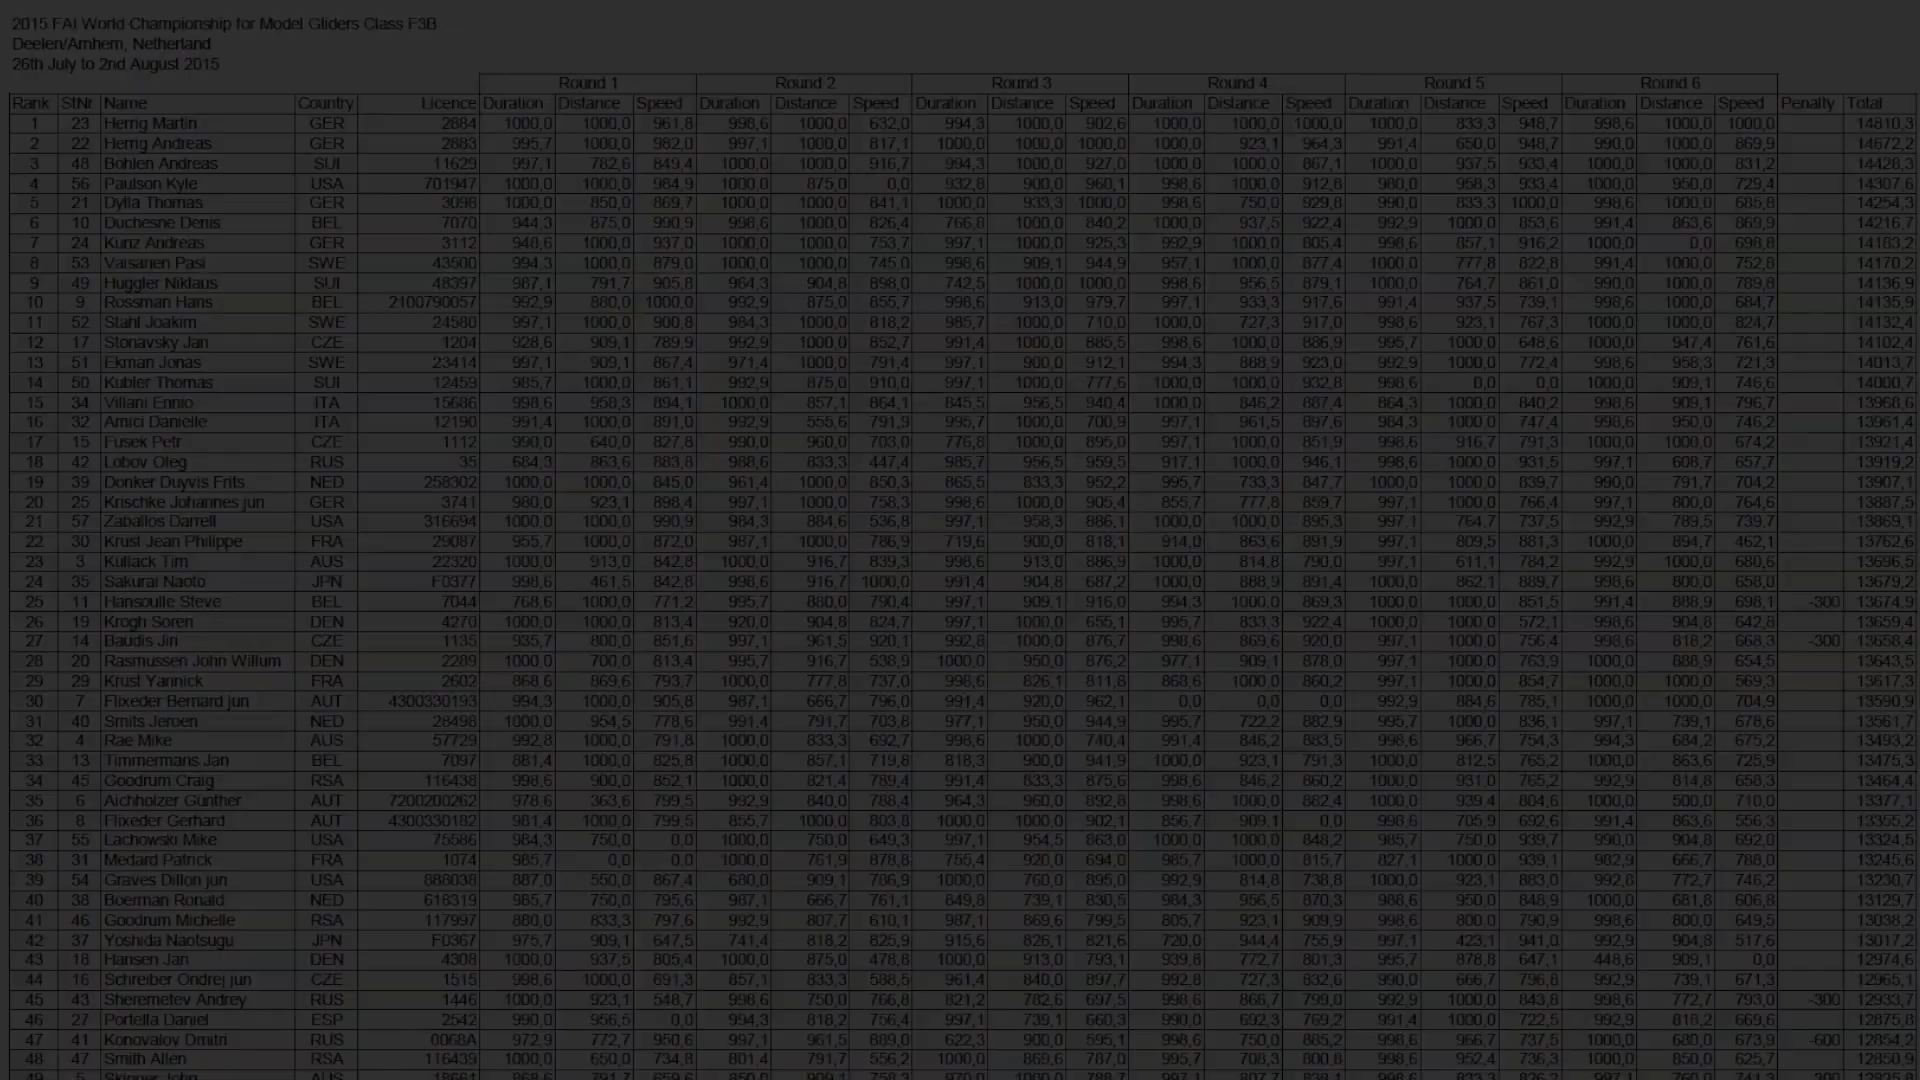 2015 FAI World Championship for Model Gliders Class F3B
Deelen/Arnhem, Netherland
26th July to 2nd August 2015
Round 1 Round 2 Round 3 Round 4 Round 5 Round 6
Rank StNr Name Country Licence Duration Distance Speed Duration Distance Speed Duration Distance Speed Duration Distance Speed Duration Distance Speed Duration Distance Speed Penalty Total
1 23 Herrig Martin GER 2884 1000,0 1000,0 961,8 998,6 1000,0 632,0 994,3 1000,0 902,6 1000,0 1000,0 1000,0 1000,0 833,3 948,7 998,6 1000,0 1000,0 14810,3
2 22 Herrig Andreas GER 2883 995,7 1000,0 982,0 997,1 1000,0 817,1 1000,0 1000,0 1000,0 1000,0 923,1 964,3 991,4 650,0 948,7 990,0 1000,0 869,9 14672,2
3 48 Bohlen Andreas SUI 11629 997,1 782,6 849,4 1000,0 1000,0 916,7 994,3 1000,0 927,0 1000,0 1000,0 867,1 1000,0 937,5 933,4 1000,0 1000,0 831,2 14428,3
4 56 Paulson Kyle USA 701947 1000,0 1000,0 984,9 1000,0 875,0 0,0 932,8 900,0 960,1 998,6 1000,0 912,8 980,0 958,3 933,4 1000,0 950,0 729,4 14307,6
5 21 Dylla Thomas GER 3098 1000,0 850,0 869,7 1000,0 1000,0 841,1 1000,0 933,3 1000,0 998,6 750,0 929,8 990,0 833,3 1000,0 998,6 1000,0 685,8 14254,3
6 10 Duchesne Denis BEL 7070 944,3 875,0 990,9 998,6 1000,0 826,4 766,8 1000,0 840,2 1000,0 937,5 922,4 992,9 1000,0 853,6 991,4 863,6 869,9 14216,7
7 24 Kunz Andreas GER 3112 948,6 1000,0 937,0 1000,0 1000,0 753,7 997,1 1000,0 925,3 992,9 1000,0 805,4 998,6 857,1 916,2 1000,0 0,0 698,8 14183,2
8 53 Vaisanen Pasi SWE 43500 994,3 1000,0 879,0 1000,0 1000,0 745,0 998,6 909,1 944,9 957,1 1000,0 877,4 1000,0 777,8 822,8 991,4 1000,0 752,8 14170,2
9 49 Huggler Niklaus SUI 48397 987,1 791,7 905,8 964,3 904,8 898,0 742,5 1000,0 1000,0 998,6 956,5 879,1 1000,0 764,7 861,0 990,0 1000,0 789,8 14136,9
10 9 Rossman Hans BEL 2100790057 992,9 880,0 1000,0 992,9 875,0 855,7 998,6 913,0 979,7 997,1 933,3 917,6 991,4 937,5 739,1 998,6 1000,0 684,7 14135,9
11 52 Stahl Joakim SWE 24580 997,1 1000,0 900,8 984,3 1000,0 818,2 985,7 1000,0 710,0 1000,0 727,3 917,0 998,6 923,1 767,3 1000,0 1000,0 824,7 14132,4
12 17 Stonavsky Jan CZE 1204 928,6 909,1 789,9 992,9 1000,0 852,7 991,4 1000,0 885,5 998,6 1000,0 886,9 995,7 1000,0 648,6 1000,0 947,4 761,6 14102,4
13 51 Ekman Jonas SWE 23414 997,1 909,1 867,4 971,4 1000,0 791,4 997,1 900,0 912,1 994,3 888,9 923,0 992,9 1000,0 772,4 998,6 958,3 721,3 14013,7
14 50 Kubler Thomas SUI 12459 985,7 1000,0 861,1 992,9 875,0 910,0 997,1 1000,0 777,6 1000,0 1000,0 932,8 998,6 0,0 0,0 1000,0 909,1 746,6 14000,7
15 34 Villani Ennio ITA 15686 998,6 958,3 894,1 1000,0 857,1 864,1 845,5 956,5 940,4 1000,0 846,2 887,4 864,3 1000,0 840,2 998,6 909,1 796,7 13968,6
16 32 Amici Danielle ITA 12190 991,4 1000,0 891,0 992,9 555,6 791,9 995,7 1000,0 700,9 997,1 961,5 897,6 984,3 1000,0 747,4 998,6 950,0 746,2 13961,4
17 15 Fusek Petr CZE 1112 990,0 640,0 827,8 990,0 960,0 703,0 776,8 1000,0 895,0 997,1 1000,0 851,9 998,6 916,7 791,3 1000,0 1000,0 674,2 13921,4
18 42 Lobov Oleg RUS 35 684,3 863,6 883,8 988,6 833,3 447,4 985,7 956,5 959,5 917,1 1000,0 946,1 998,6 1000,0 931,5 997,1 608,7 657,7 13919,2
19 39 Donker Duyvis Frits NED 258302 1000,0 1000,0 845,0 961,4 1000,0 850,3 865,5 833,3 952,2 995,7 733,3 847,7 1000,0 1000,0 839,7 990,0 791,7 704,2 13907,1
20 25 Krischke Johannes jun GER 3741 980,0 923,1 898,4 997,1 1000,0 758,3 998,6 1000,0 905,4 855,7 777,8 859,7 997,1 1000,0 766,4 997,1 800,0 764,6 13887,5
21 57 Zaballos Darrell USA 316694 1000,0 1000,0 990,9 984,3 884,6 536,8 997,1 958,3 886,1 1000,0 1000,0 895,3 997,1 764,7 737,5 992,9 789,5 739,7 13869,1
22 30 Krust Jean Philippe FRA 29087 955,7 1000,0 872,0 987,1 1000,0 786,9 719,6 900,0 818,1 914,0 863,6 891,9 997,1 809,5 881,3 1000,0 894,7 462,1 13762,6
23 3 Kullack Tim AUS 22320 1000,0 913,0 842,8 1000,0 916,7 839,3 998,6 913,0 886,9 1000,0 814,8 790,0 997,1 611,1 784,2 992,9 1000,0 680,6 13696,5
24 35 Sakurai Naoto JPN F0377 998,6 461,5 842,8 998,6 916,7 1000,0 991,4 904,8 687,2 1000,0 888,9 891,4 1000,0 862,1 889,7 998,6 800,0 658,0 13679,2
25 11 Hansoulle Steve BEL 7044 768,6 1000,0 771,2 995,7 880,0 790,4 997,1 909,1 916,0 994,3 1000,0 869,3 1000,0 1000,0 851,5 991,4 888,9 698,1 -300 13674,9
26 19 Krogh Soren DEN 4270 1000,0 1000,0 813,4 920,0 904,8 824,7 997,1 1000,0 655,1 995,7 833,3 922,4 1000,0 1000,0 572,1 998,6 904,8 642,8 13659,4
27 14 Baudis Jiri CZE 1135 935,7 800,0 851,6 997,1 961,5 920,1 992,8 1000,0 876,7 998,6 869,6 920,0 997,1 1000,0 756,4 998,6 818,2 668,3 -300 13658,4
28 20 Rasmussen John Willum DEN 2289 1000,0 700,0 813,4 995,7 916,7 538,9 1000,0 950,0 876,2 977,1 909,1 878,0 997,1 1000,0 763,9 1000,0 888,9 654,5 13643,5
29 29 Krust Yannick FRA 2602 868,6 869,6 793,7 1000,0 777,8 737,0 998,6 826,1 811,8 868,6 1000,0 860,2 997,1 1000,0 854,7 1000,0 1000,0 569,3 13617,3
30 7 Flixeder Bernard jun AUT 4300330193 994,3 1000,0 905,8 987,1 666,7 796,0 991,4 920,0 962,1 0,0 0,0 0,0 992,9 884,6 785,1 1000,0 1000,0 704,9 13590,9
31 40 Smits Jeroen NED 28498 1000,0 954,5 778,6 991,4 791,7 703,8 977,1 950,0 944,9 995,7 722,2 882,9 995,7 1000,0 836,1 997,1 739,1 678,6 13561,7
32 4 Rae Mike AUS 57729 992,8 1000,0 791,8 1000,0 833,3 692,7 998,6 1000,0 740,4 991,4 846,2 883,5 998,6 966,7 754,3 994,3 684,2 675,2 13493,2
33 13 Timmermans Jan BEL 7097 881,4 1000,0 825,8 1000,0 857,1 719,8 818,3 900,0 941,9 1000,0 923,1 791,3 1000,0 812,5 765,2 1000,0 863,6 725,9 13475,3
34 45 Goodrum Craig RSA 116438 998,6 900,0 852,1 1000,0 821,4 789,4 991,4 833,3 875,6 998,6 846,2 860,2 1000,0 931,0 765,2 992,9 814,8 658,3 13464,4
35 6 Aichholzer Gunther AUT 7200200262 978,6 363,6 799,5 992,9 840,0 788,4 964,3 960,0 892,8 998,6 1000,0 882,4 1000,0 939,4 804,6 1000,0 500,0 710,0 13377,1
36 8 Flixeder Gerhard AUT 4300330182 981,4 1000,0 799,5 855,7 1000,0 803,8 1000,0 1000,0 902,1 856,7 909,1 0,0 998,6 705,9 692,6 991,4 863,6 556,3 13355,2
37 55 Lachowski Mike USA 75586 984,3 750,0 0,0 1000,0 750,0 649,3 997,1 954,5 863,0 1000,0 1000,0 848,2 985,7 750,0 939,7 990,0 904,8 692,0 13324,5
38 31 Medard Patrick FRA 1074 985,7 0,0 0,0 1000,0 761,9 878,8 755,4 920,0 694,0 985,7 1000,0 815,7 827,1 1000,0 939,1 982,9 666,7 788,0 13245,6
39 54 Graves Dillon jun USA 888038 887,0 550,0 867,4 680,0 909,1 786,9 1000,0 760,0 895,0 992,9 814,8 738,8 1000,0 923,1 883,0 992,8 772,7 746,2 13230,7
40 38 Boerman Ronald NED 618319 985,7 750,0 795,6 987,1 666,7 761,1 849,8 739,1 830,5 984,3 956,5 870,3 988,6 950,0 848,9 1000,0 681,8 606,8 13129,7
41 46 Goodrum Michelle RSA 117997 880,0 833,3 797,6 992,9 807,7 610,1 987,1 869,6 799,5 805,7 923,1 909,9 998,6 800,0 790,9 998,6 800,0 649,5 13038,2
42 37 Yoshida Naotsugu JPN F0367 975,7 909,1 647,5 741,4 818,2 825,9 915,6 826,1 821,6 720,0 944,4 755,9 997,1 423,1 941,0 992,9 904,8 517,6 13017,2
43 18 Hansen Jan DEN 4308 1000,0 937,5 805,4 1000,0 875,0 478,8 1000,0 913,0 793,1 939,8 772,7 801,3 995,7 878,8 647,1 448,6 909,1 0,0 12974,6
44 16 Schreiber Ondrej jun CZE 1515 998,6 1000,0 691,3 857,1 833,3 588,5 961,4 840,0 897,7 992,8 727,3 832,6 990,0 666,7 796,8 992,9 739,1 671,3 12965,1
45 43 Sheremetev Andrey RUS 1446 1000,0 923,1 548,7 998,6 750,0 766,8 821,2 782,6 697,5 998,6 866,7 799,0 992,9 1000,0 843,8 998,6 772,7 793,0 -300 12933,7
46 27 Portella Daniel ESP 2542 990,0 956,5 0,0 994,3 818,2 756,4 997,1 739,1 660,3 990,0 692,3 769,2 991,4 1000,0 722,5 992,9 818,2 669,6 12875,8
47 41 Konovalov Dmitri RUS 0068A 972,9 772,7 950,6 997,1 961,5 889,0 622,3 900,0 595,1 998,6 750,0 885,2 998,6 966,7 737,5 1000,0 680,0 673,9 -600 12854,2
48 47 Smith Allen RSA 116439 1000,0 650,0 734,8 801,4 791,7 556,2 1000,0 869,6 787,0 995,7 708,3 800,8 998,6 952,4 736,3 1000,0 850,0 625,7 12850,9